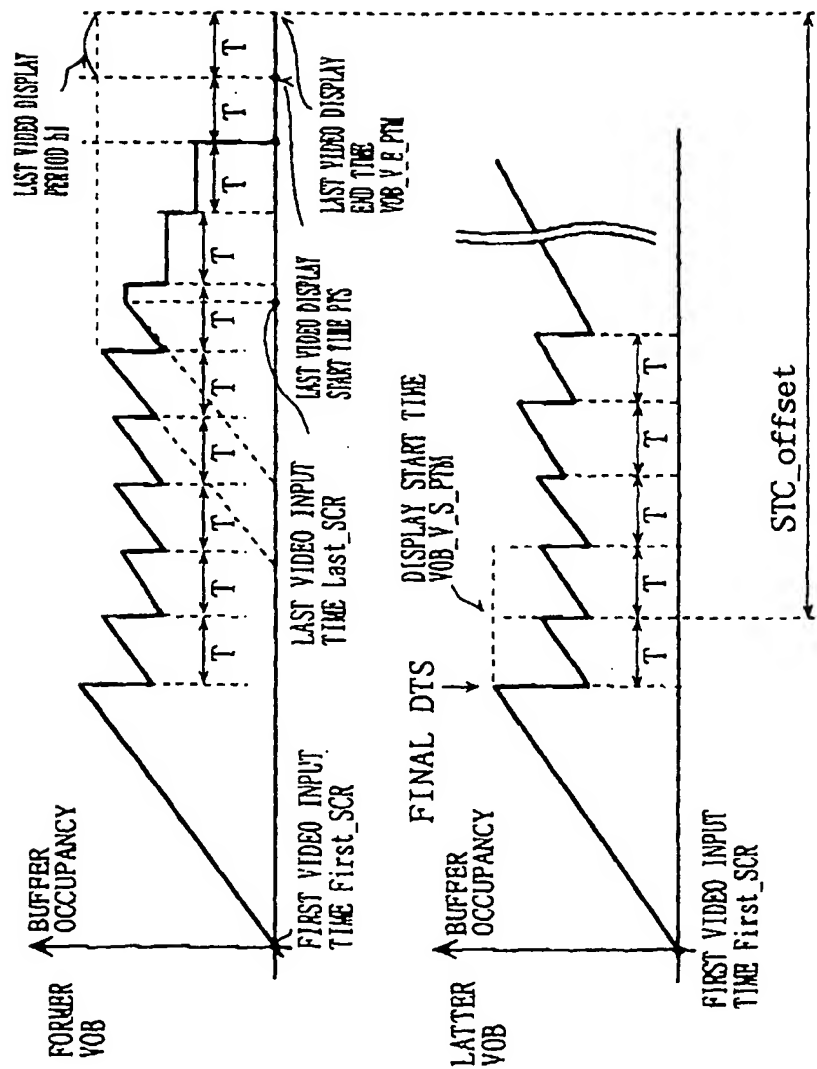 FORMER
VOB
BUFFER
OCCUPANCY
FIRST VIDEO INPUT
TIME First_SCR
T
T
T
T
T
T
T
T
T
T
LAST VIDEO INPUT
TIME Last_SCR
LAST VIDEO DISPLAY
START TIME PTS
LAST VIDEO DISPLAY
END TIME
VOB_V_E_PTM
LAST VIDEO DISPLAY
PERIOD h1
LATTER
VOB
BUFFER
OCCUPANCY
FIRST VIDEO INPUT
TIME First_SCR
FINAL DTS
DISPLAY START TIME
VOB_V_S_PTM
T
T
T
T
T
STC_offset